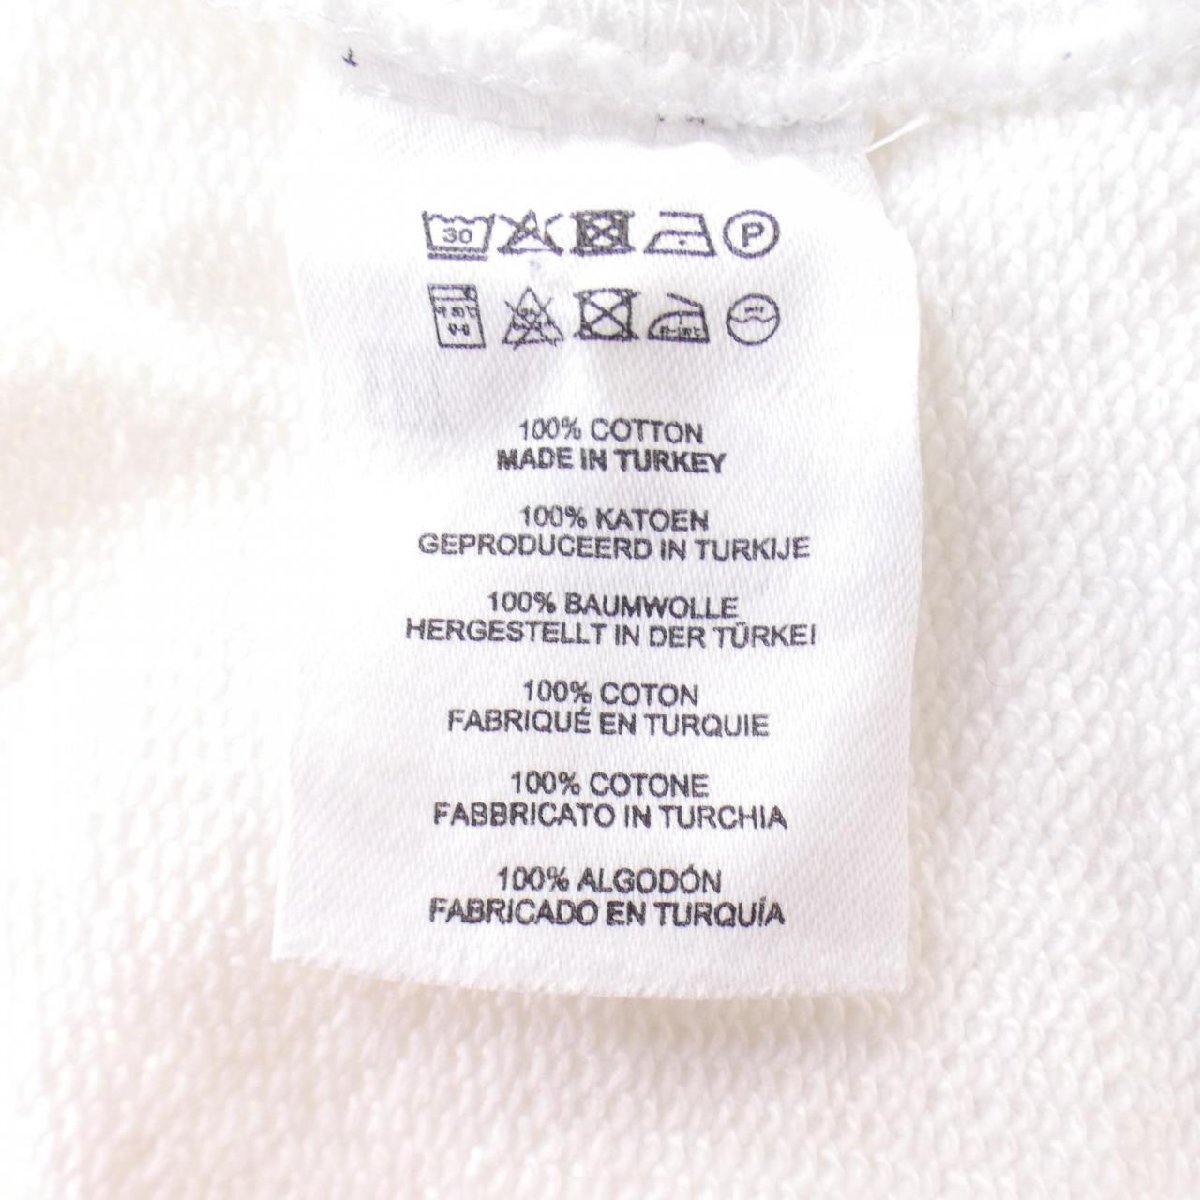 30 P
100% COTTON
MADE IN TURKEY
100% KATOEN
GEPRODUCEERD IN TURKIJE
100% BAUMWOLLE
HERGESTELLT IN DER TÜRKEI
100% COTON
FABRIQUÉ EN TURQUIE
100% COTONE
FABBRICATO IN TURCHIA
100% ALGODÓN
FABRICADO EN TURQUÍA